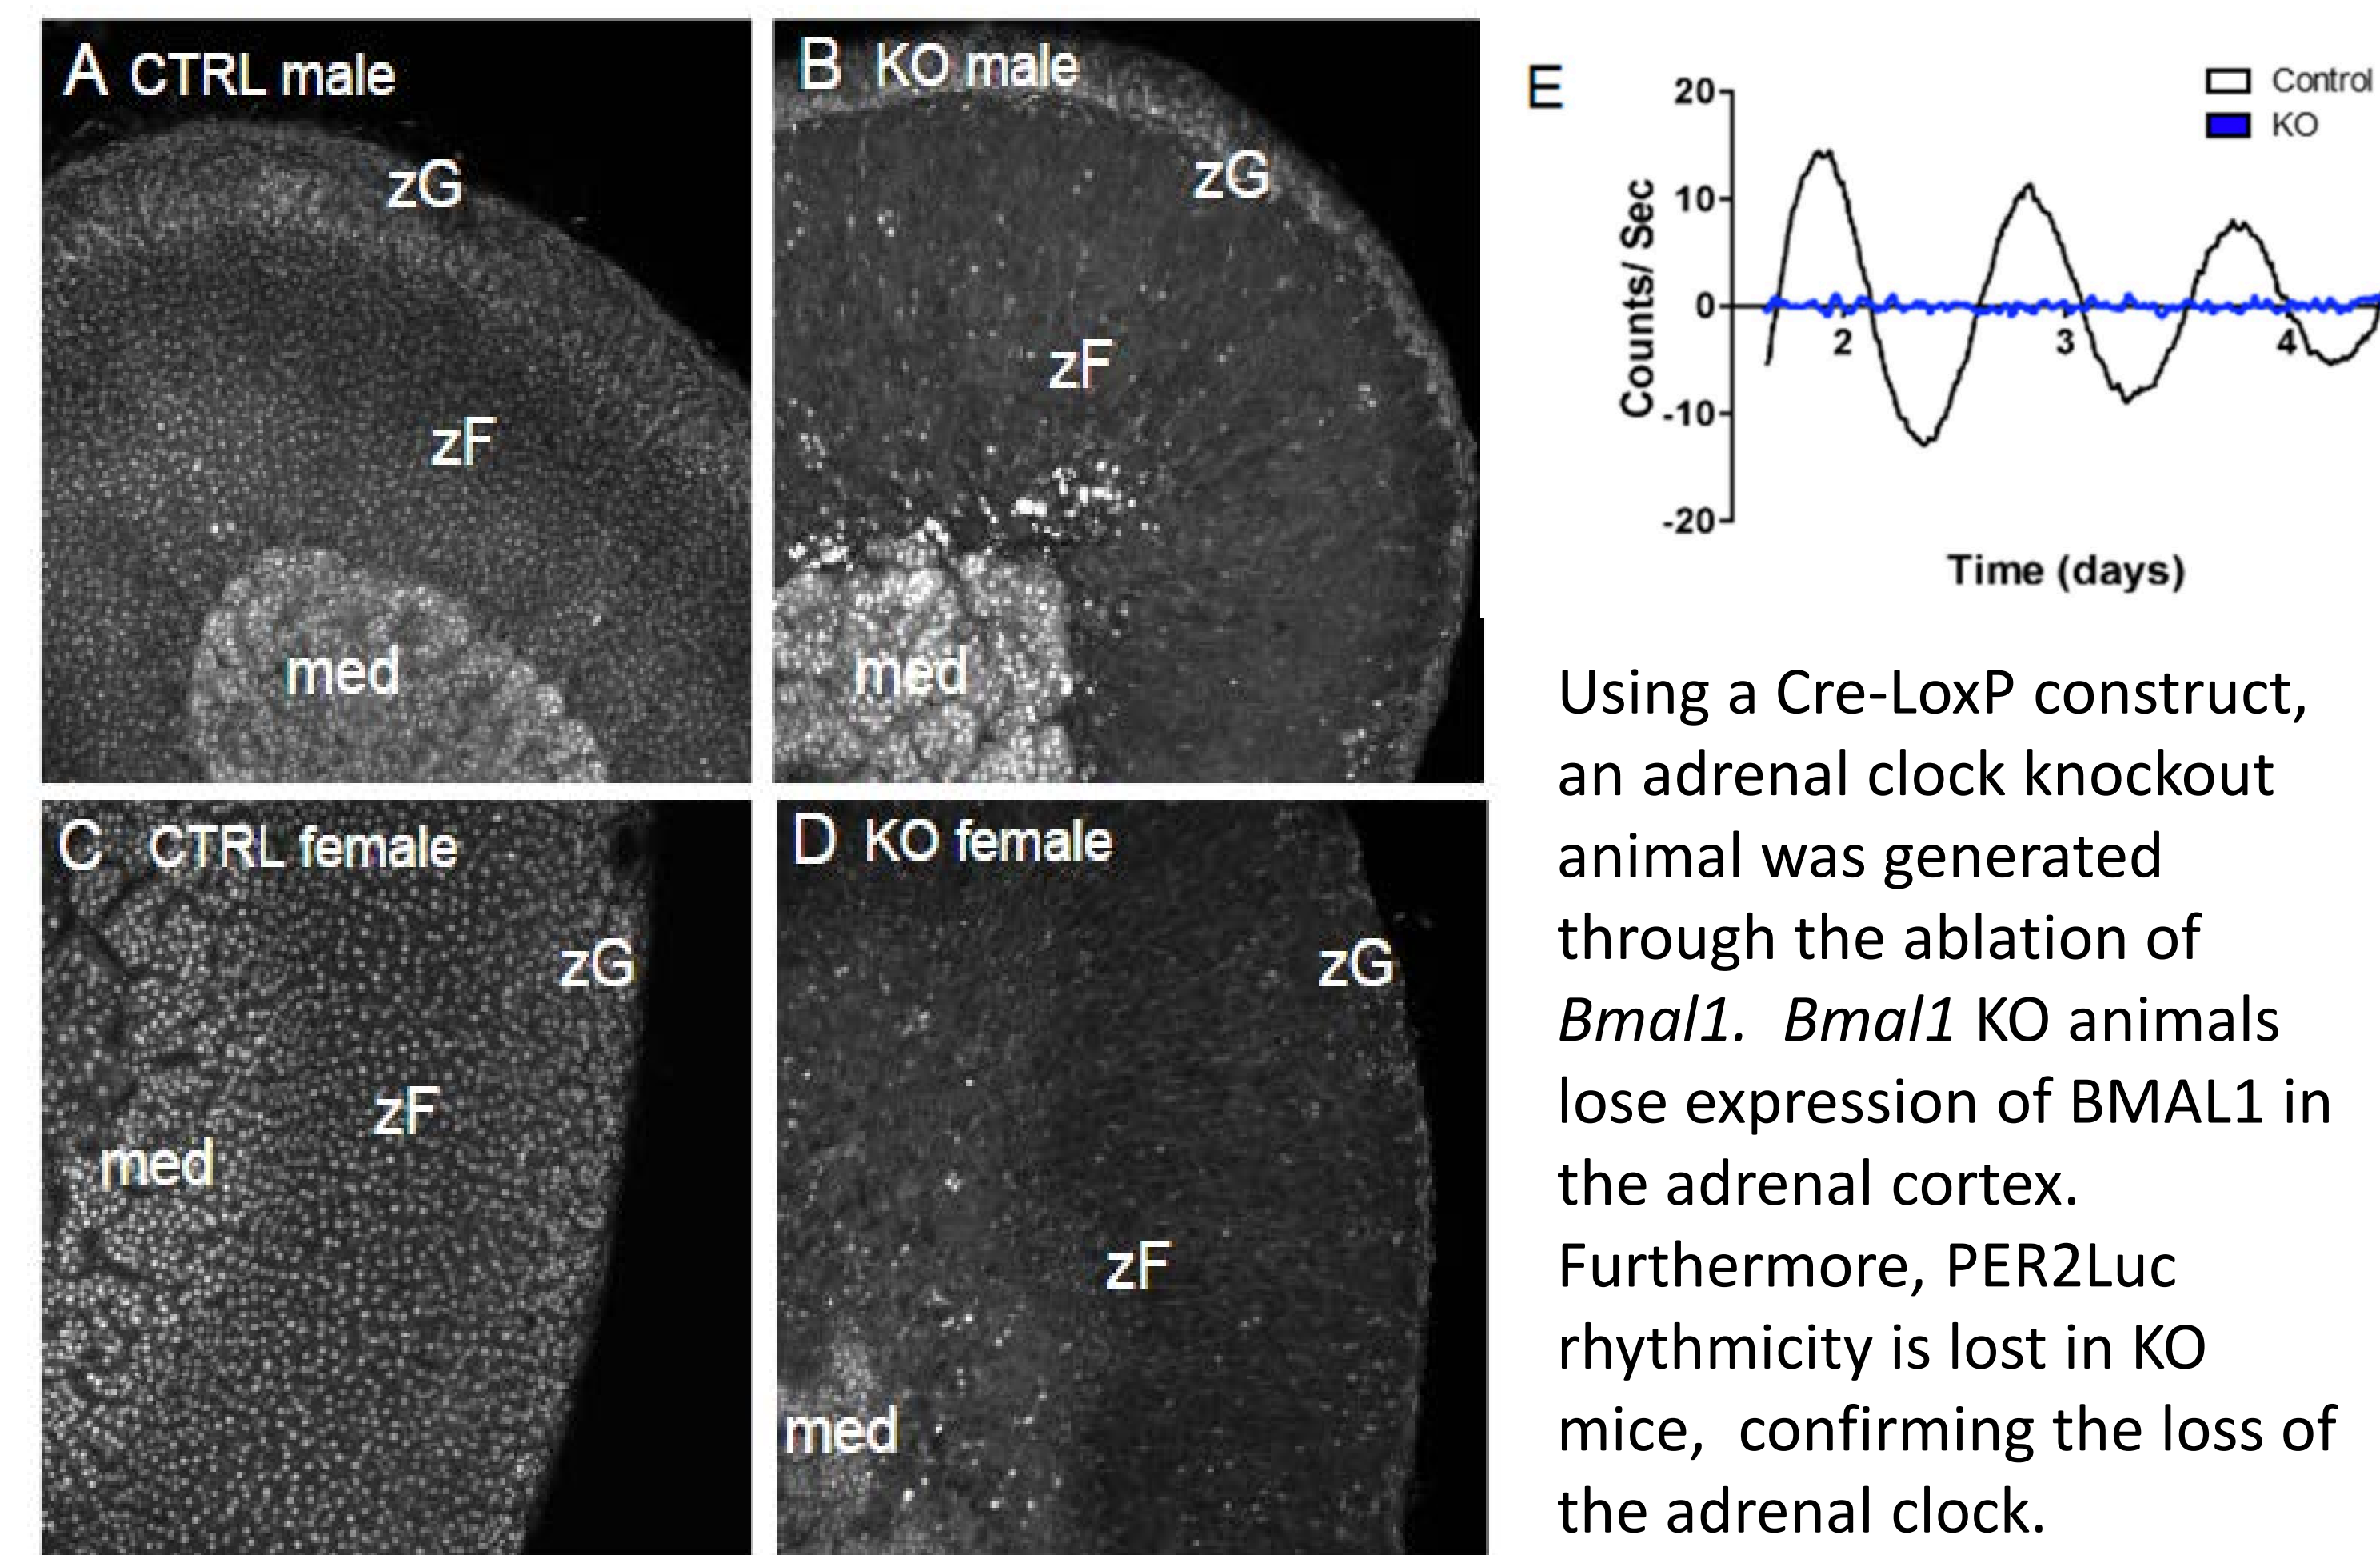 A CTRL male
zG
zF
med
B KO male
zG
zF
med
C CTRL female
zG
zF
med
D KO female
zG
zF
med
E
Control
KO
20
10
0
-10
-20
2
3
4
Counts/ Sec
Time (days)
Using a Cre-LoxP construct,
an adrenal clock knockout
animal was generated
through the ablation of
Bmal1. Bmal1 KO animals
lose expression of BMAL1 in
the adrenal cortex.
Furthermore, PER2Luc
rhythmicity is lost in KO
mice, confirming the loss of
the adrenal clock.